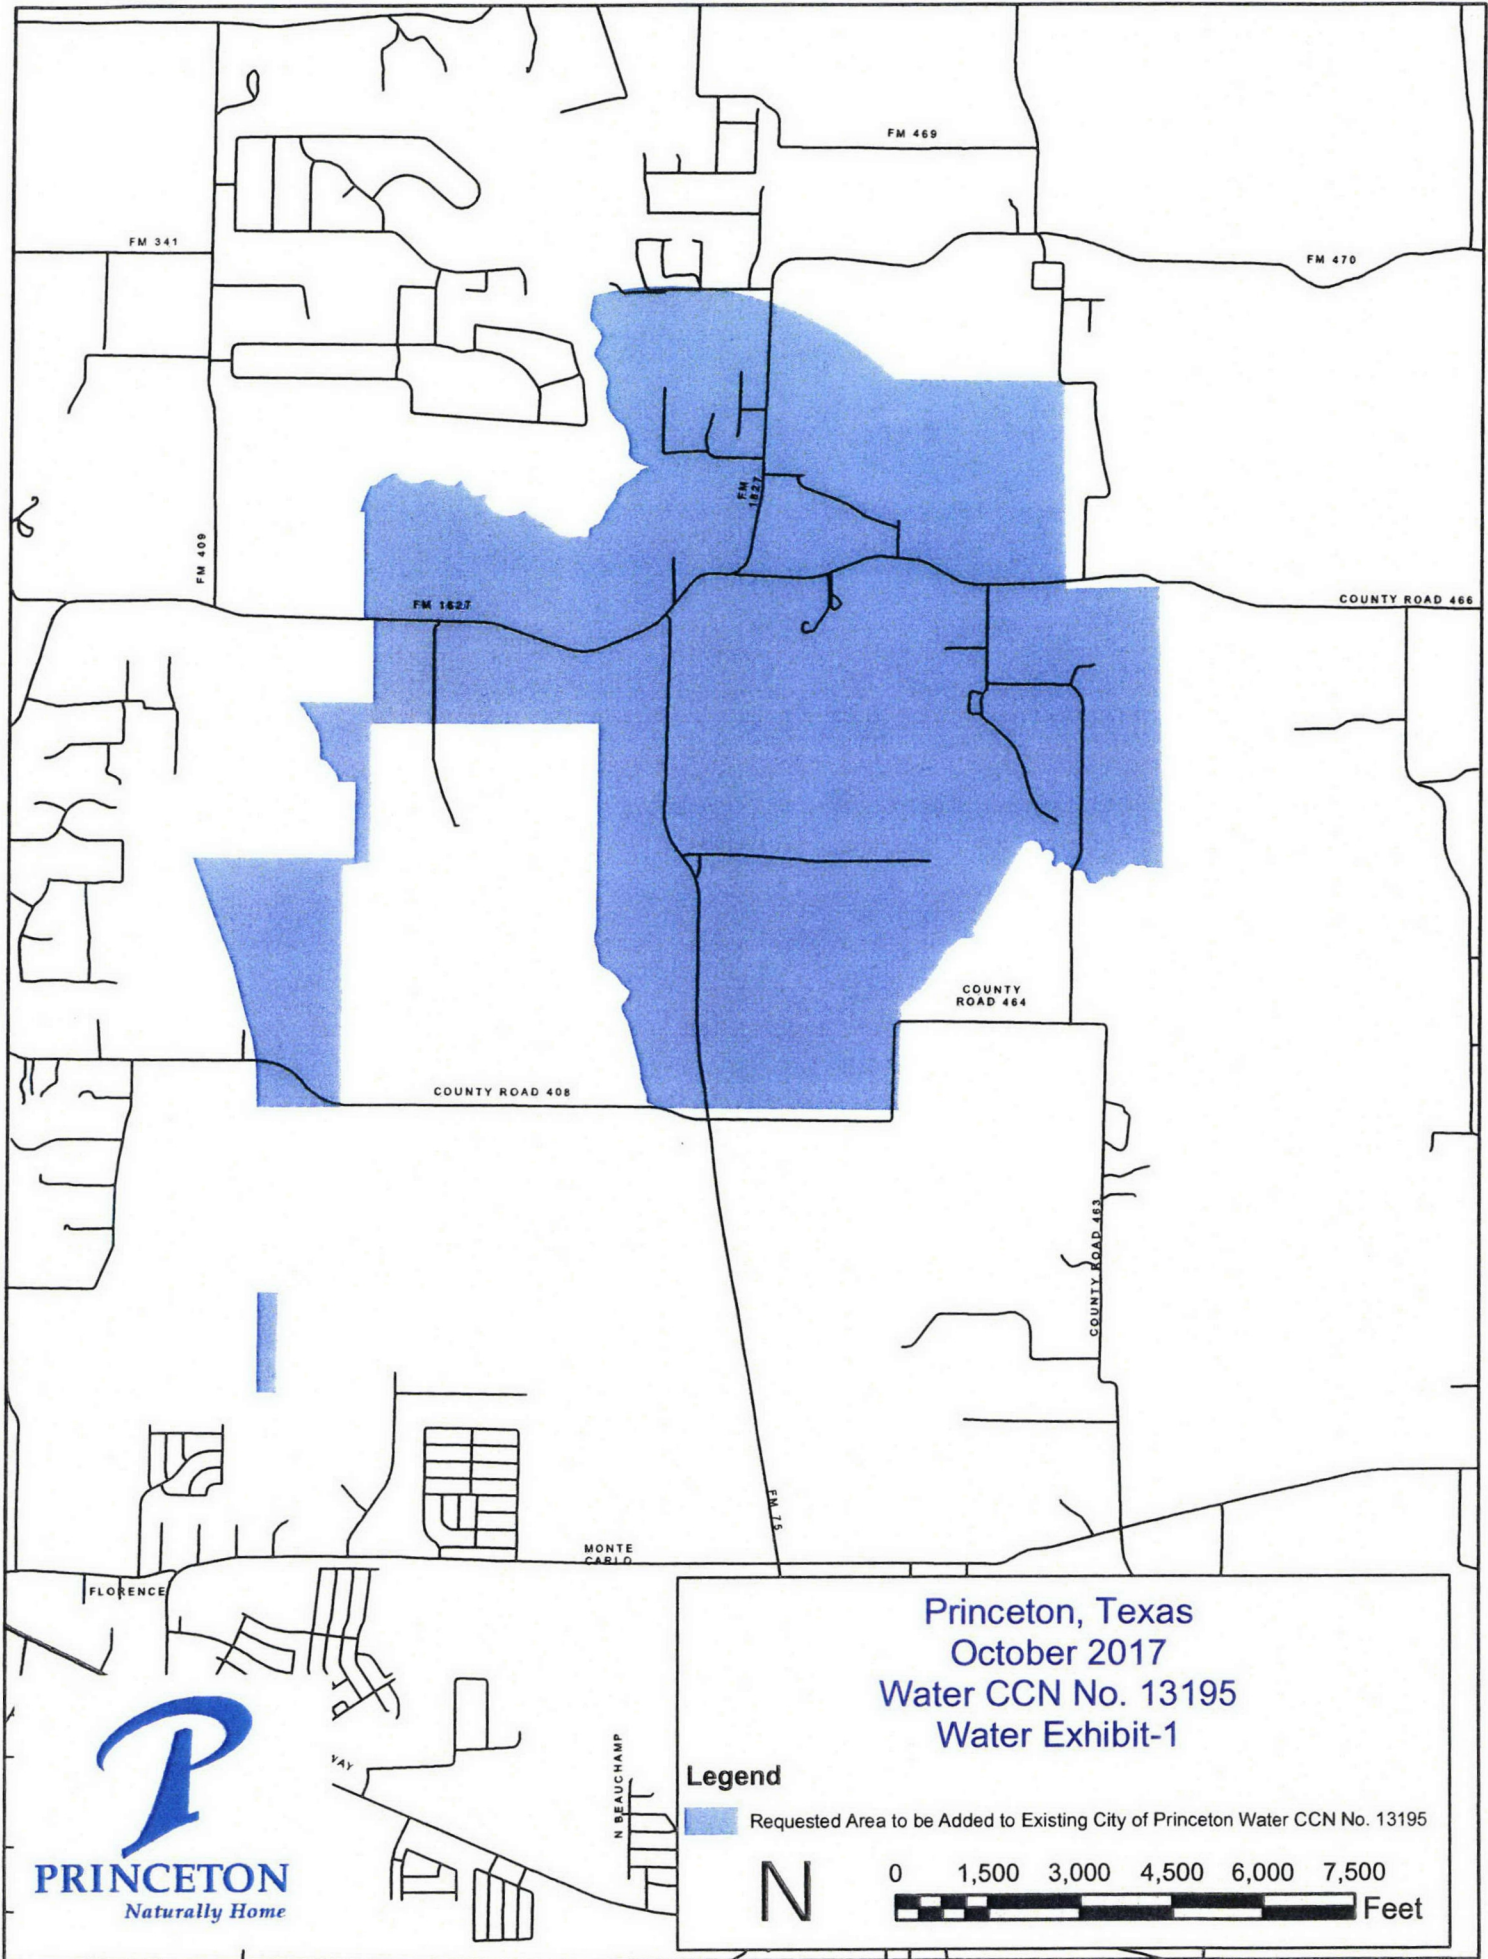 FM 469
FM 341
FM 470
FM
1827
FM 409
FM 1827
COUNTY ROAD 466
COUNTY
ROAD 464
COUNTY ROAD 408
COUNTY ROAD 463
FM 75
MONTE
CARLO
FLORENCE
WAY
N BEAUCHAMP
Princeton, Texas
October 2017
Water CCN No. 13195
Water Exhibit-1
Legend
Requested Area to be Added to Existing City of Princeton Water CCN No. 13195
N
0 1,500 3,000 4,500 6,000 7,500
Feet
P
PRINCETON
Naturally Home